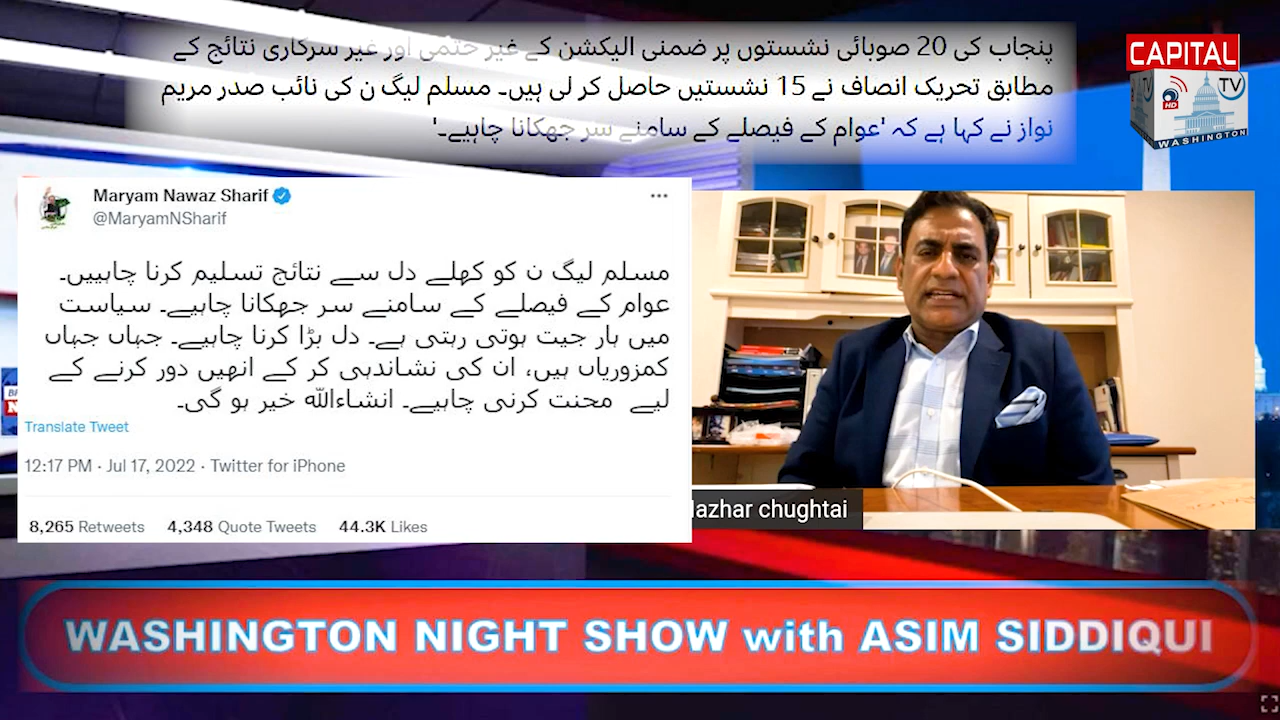 پنجاب کی 20 صوبائی نشستوں پر ضمنی الیکشن کے غیر حتمی اور غیر سرکاری نتائج کے
مطابق تحریک انصاف نے 15 نشستیں حاصل کر لی ہیں۔ مسلم لیگ ن کی نائب صدر مریم
نواز نے کہا ہے کہ 'عوام کے فیصلے کے سامنے سر جھکانا چاہیے۔'
CAPITAL
TV
HD
WASHINGTON
Maryam Nawaz Sharif
@MaryamNSharif
مسلم لیگ ن کو کھلے دل سے نتائج تسلیم کرنا چاہییں۔
عوام کے فیصلے کے سامنے سر جھکانا چاہیے۔ سیاست
میں ہار جیت ہوتی رہتی ہے۔ دل بڑا کرنا چاہیے۔ جہاں جہاں
کمزوریاں ہیں، ان کی نشاندہی کر کے انھیں دور کرنے کے
لیے محنت کرنی چاہیے۔ انشاءاللّہ خیر ہو گی۔
Translate Tweet
12:17 PM · Jul 17, 2022 · Twitter for iPhone
8,265 Retweets 4,348 Quote Tweets 44.3K Likes
azhar chughtai
WASHINGTON NIGHT SHOW with ASIM SIDDIQUI